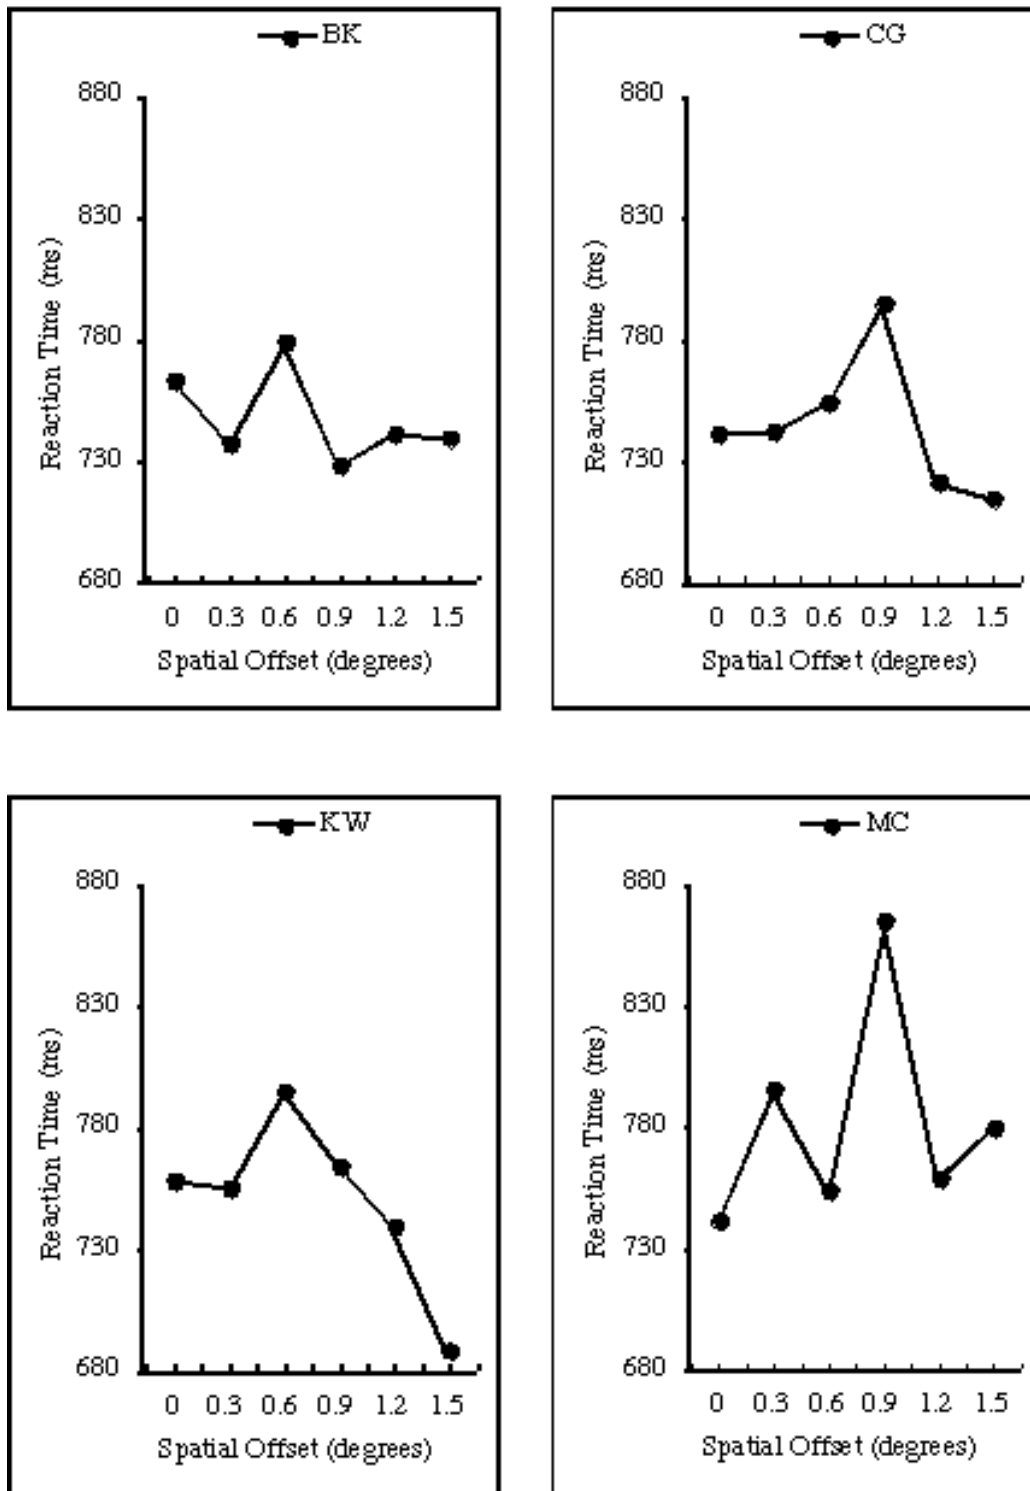 BK
880
830
780
730
680
Reaction Time (ms)
0 0.3 0.6 0.9 1.2 1.5
Spatial Offset (degrees)
CG
880
830
780
730
680
Reaction Time (ms)
0 0.3 0.6 0.9 1.2 1.5
Spatial Offset (degrees)
KW
880
830
780
730
680
Reaction Time (ms)
0 0.3 0.6 0.9 1.2 1.5
Spatial Offset (degrees)
MC
880
830
780
730
680
Reaction Time (ms)
0 0.3 0.6 0.9 1.2 1.5
Spatial Offset (degrees)